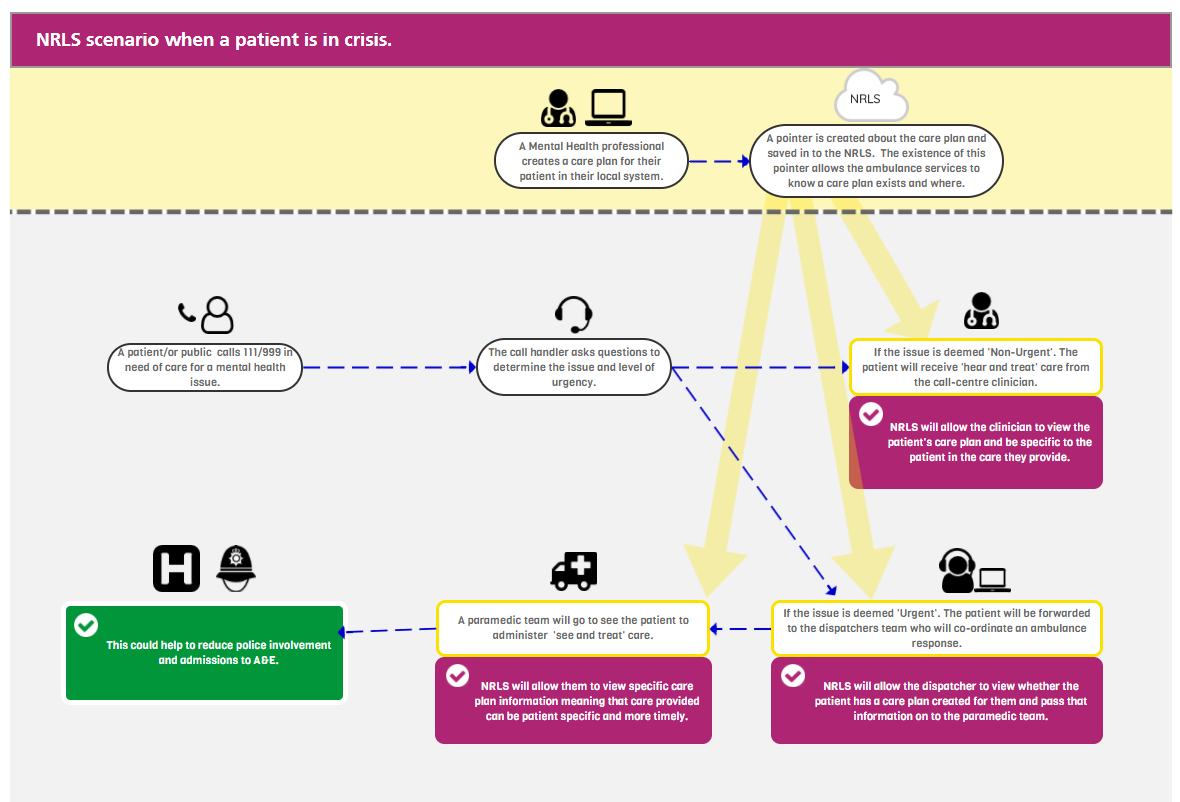 NRLS scenario when a patient is in crisis.
NRLS
A Mental Health professional
creates a care plan for their
patient in their local system.
A pointer is created about the care plan and
saved in to the NRLS. The existence of this
pointer allows the ambulance services to
know a care plan exists and where.
A patient/or public calls 111/999 in
need of care for a mental health
issue.
The call handler asks questions to
determine the issue and level of
urgency.
If the issue is deemed 'Non-Urgent'. The
patient will receive 'hear and treat' care from
the call-centre clinician.
NRLS will allow the clinician to view the
patient's care plan and be specific to the
patient in the care they provide.
H
This could help to reduce police involvement
and admissions to A&E.
A paramedic team will go to see the patient to
administer 'see and treat' care.
NRLS will allow them to view specific care
plan information meaning that care provided
can be patient specific and more timely.
If the issue is deemed 'Urgent'. The patient will be forwarded
to the dispatchers team who will co-ordinate an ambulance
response.
NRLS will allow the dispatcher to view whether the
patient has a care plan created for them and pass that
information on to the paramedic team.